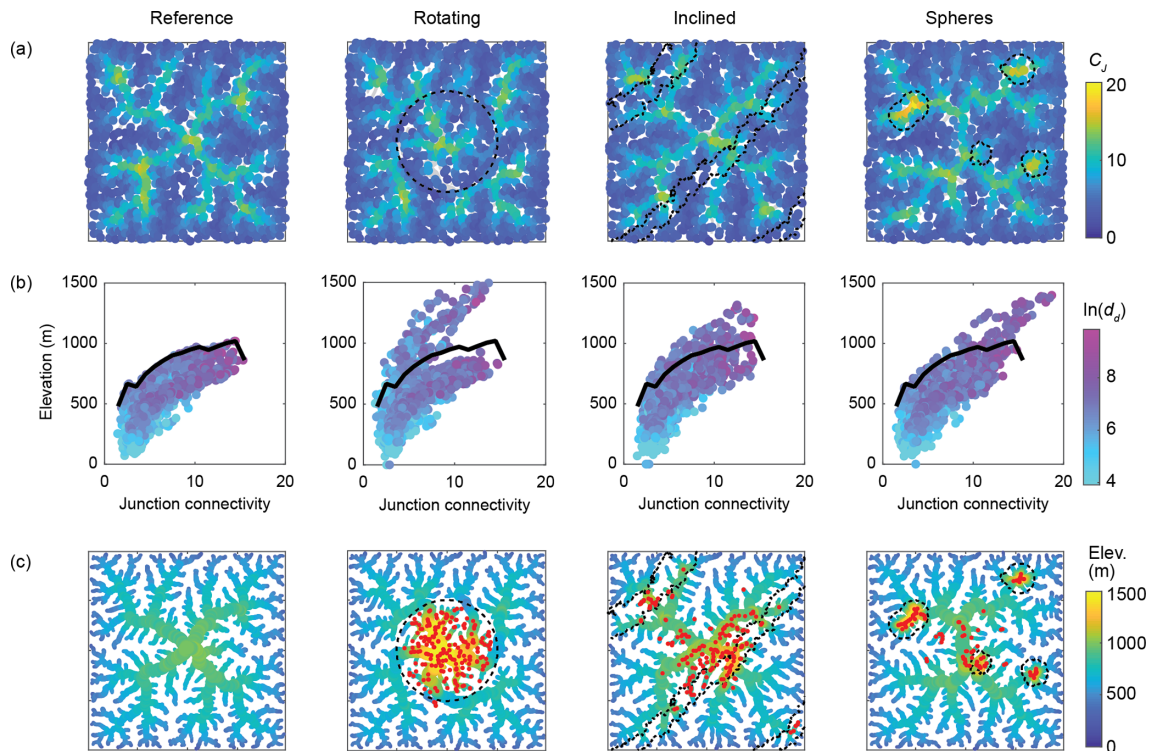 Reference Rotating Inclined Spheres
(a)
C_J
20
10
0
(b)
1500 1500 1500 1500
1000 1000 1000 1000
500 500 500 500
0 0 0 0
Elevation (m)
0 10 20 0 10 20 0 10 20 0 10 20
Junction connectivity Junction connectivity Junction connectivity Junction connectivity
ln(d_d)
8
6
4
(c)
Elev.
(m)
1500
1000
500
0